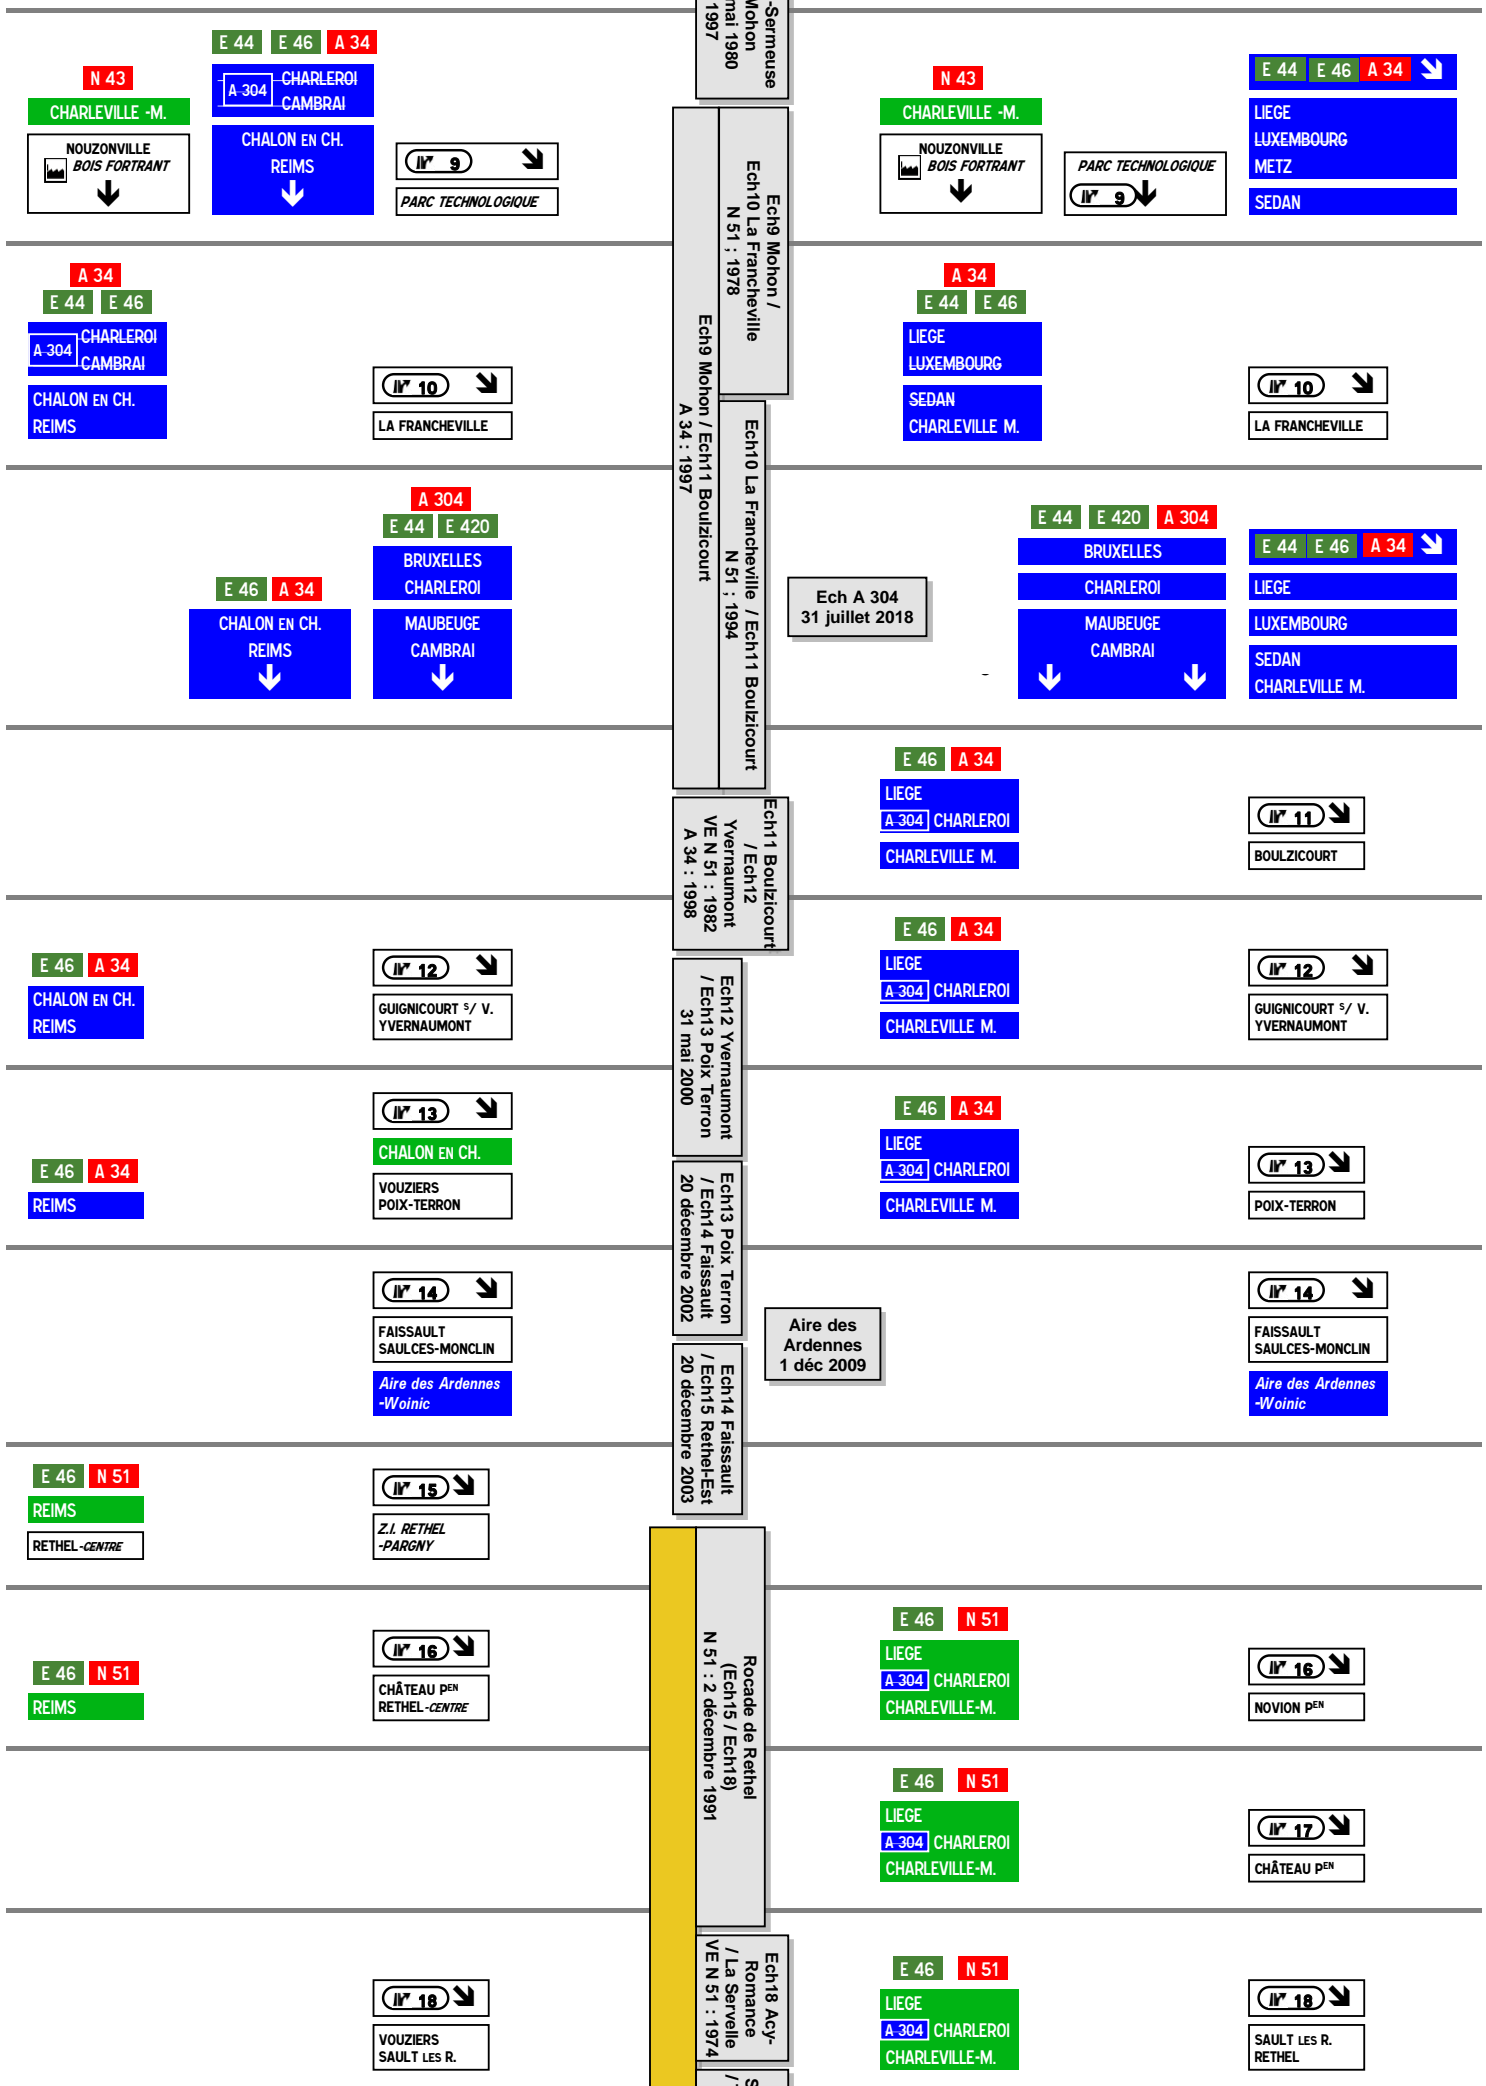 -Sermeuse
Mohon
mai 1980
1997
E 44 E 46 A 34
A 304 CHARLEROI
CAMBRAI
CHALON EN CH.
REIMS
N 43
CHARLEVILLE -M.
NOUZONVILLE
BOIS FORTRANT
9
PARC TECHNOLOGIQUE
N 43
CHARLEVILLE -M.
NOUZONVILLE
BOIS FORTRANT
PARC TECHNOLOGIQUE
9
E 44 E 46 A 34
LIEGE
LUXEMBOURG
METZ
SEDAN
Ech9 Mohon /
Ech10 La Francheville
N 51 ; 1978
Ech9 Mohon / Ech11 Boulzicourt
A 34 : 1997
A 34
E 44 E 46
A 304 CHARLEROI
CAMBRAI
CHALON EN CH.
REIMS
10
LA FRANCHEVILLE
A 34
E 44 E 46
LIEGE
LUXEMBOURG
SEDAN
CHARLEVILLE M.
10
LA FRANCHEVILLE
Ech10 La Francheville / Ech11 Boulzicourt
N 51 ; 1994
E 46 A 34
CHALON EN CH.
REIMS
A 304
E 44 E 420
BRUXELLES
CHARLEROI
MAUBEUGE
CAMBRAI
Ech A 304
31 juillet 2018
-
E 44 E 420 A 304
BRUXELLES
CHARLEROI
MAUBEUGE
CAMBRAI
E 44 E 46 A 34
LIEGE
LUXEMBOURG
SEDAN
CHARLEVILLE M.
Ech11 Boulzicourt
/ Ech12
Yvernaumont
VE N 51 : 1982
A 34 : 1998
E 46 A 34
LIEGE
A 304 CHARLEROI
CHARLEVILLE M.
11
BOULZICOURT
E 46 A 34
CHALON EN CH.
REIMS
12
GUIGNICOURT S/ V.
YVERNAUMONT
Ech12 Yvernaumont
/ Ech13 Poix Terron
31 mai 2000
E 46 A 34
LIEGE
A 304 CHARLEROI
CHARLEVILLE M.
12
GUIGNICOURT S/ V.
YVERNAUMONT
E 46 A 34
REIMS
13
CHALON EN CH.
VOUZIERS
POIX-TERRON
Ech13 Poix Terron
/ Ech14 Faissault
20 décembre 2002
E 46 A 34
LIEGE
A 304 CHARLEROI
CHARLEVILLE M.
13
POIX-TERRON
14
FAISSAULT
SAULCES-MONCLIN
Aire des Ardennes
-Woinic
Ech14 Faissault
/ Ech15 Rethel-Est
20 décembre 2003
Aire des
Ardennes
1 déc 2009
14
FAISSAULT
SAULCES-MONCLIN
Aire des Ardennes
-Woinic
E 46 N 51
REIMS
RETHEL-CENTRE
15
Z.I. RETHEL
-PARGNY
Rocade de Rethel
(Ech15 / Ech18)
N 51 : 2 décembre 1991
E 46 N 51
REIMS
16
CHÂTEAU PEN
RETHEL-CENTRE
E 46 N 51
LIEGE
A 304 CHARLEROI
CHARLEVILLE-M.
16
NOVION PEN
E 46 N 51
LIEGE
A 304 CHARLEROI
CHARLEVILLE-M.
17
CHÂTEAU PEN
18
VOUZIERS
SAULT LES R.
Ech18 Acy-
Romance
/ La Servelle
VE N 51 : 1974
E 46 N 51
LIEGE
A 304 CHARLEROI
CHARLEVILLE-M.
18
SAULT LES R.
RETHEL